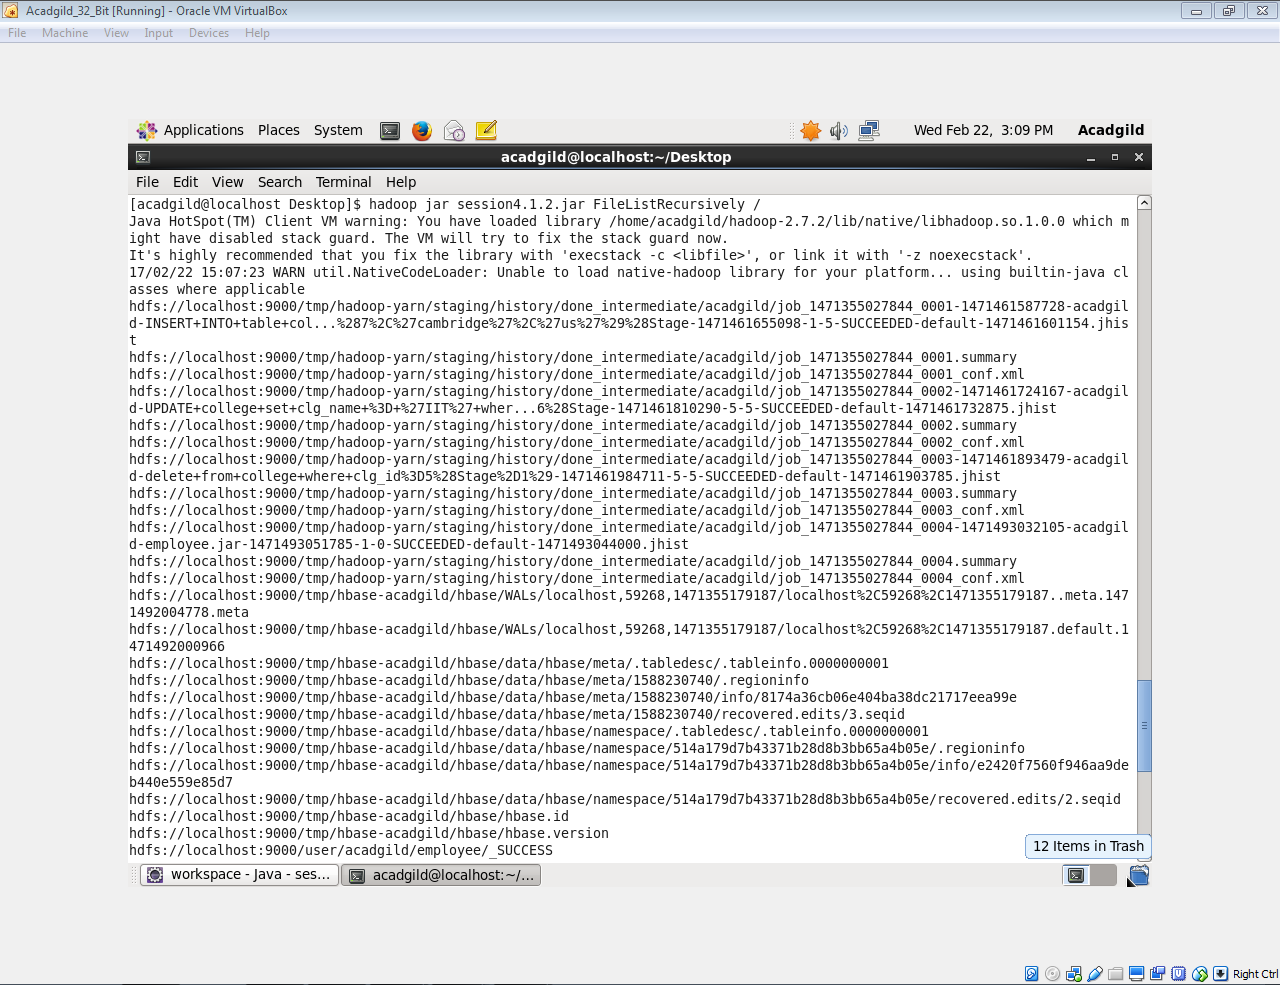 Acadgild_32_Bit [Running] - Oracle VM VirtualBox
File Machine View Input Devices Help
Applications Places System Wed Feb 22, 3:09 PM Acadgild
acadgild@localhost:~/Desktop
File Edit View Search Terminal Help
[acadgild@localhost Desktop]$ hadoop jar session4.1.2.jar FileListRecursively /
Java HotSpot(TM) Client VM warning: You have loaded library /home/acadgild/hadoop-2.7.2/lib/native/libhadoop.so.1.0.0 which m
ight have disabled stack guard. The VM will try to fix the stack guard now.
It's highly recommended that you fix the library with 'execstack -c <libfile>', or link it with '-z noexecstack'.
17/02/22 15:07:23 WARN util.NativeCodeLoader: Unable to load native-hadoop library for your platform... using builtin-java cl
asses where applicable
hdfs://localhost:9000/tmp/hadoop-yarn/staging/history/done_intermediate/acadgild/job_1471355027844_0001-1471461587728-acadgil
d-INSERT+INTO+table+col...%287%2C%27cambridge%27%2C%27us%27%29%28Stage-1471461655098-1-5-SUCCEEDED-default-1471461601154.jhis
t
hdfs://localhost:9000/tmp/hadoop-yarn/staging/history/done_intermediate/acadgild/job_1471355027844_0001.summary
hdfs://localhost:9000/tmp/hadoop-yarn/staging/history/done_intermediate/acadgild/job_1471355027844_0001_conf.xml
hdfs://localhost:9000/tmp/hadoop-yarn/staging/history/done_intermediate/acadgild/job_1471355027844_0002-1471461724167-acadgil
d-UPDATE+college+set+clg_name+%3D+%27IIT%27+wher...6%28Stage-1471461810290-5-5-SUCCEEDED-default-1471461732875.jhist
hdfs://localhost:9000/tmp/hadoop-yarn/staging/history/done_intermediate/acadgild/job_1471355027844_0002.summary
hdfs://localhost:9000/tmp/hadoop-yarn/staging/history/done_intermediate/acadgild/job_1471355027844_0002_conf.xml
hdfs://localhost:9000/tmp/hadoop-yarn/staging/history/done_intermediate/acadgild/job_1471355027844_0003-1471461893479-acadgil
d-delete+from+college+where+clg_id%3D5%28Stage%2D1%29-1471461984711-5-5-SUCCEEDED-default-1471461903785.jhist
hdfs://localhost:9000/tmp/hadoop-yarn/staging/history/done_intermediate/acadgild/job_1471355027844_0003.summary
hdfs://localhost:9000/tmp/hadoop-yarn/staging/history/done_intermediate/acadgild/job_1471355027844_0003_conf.xml
hdfs://localhost:9000/tmp/hadoop-yarn/staging/history/done_intermediate/acadgild/job_1471355027844_0004-1471493032105-acadgil
d-employee.jar-1471493051785-1-0-SUCCEEDED-default-1471493044000.jhist
hdfs://localhost:9000/tmp/hadoop-yarn/staging/history/done_intermediate/acadgild/job_1471355027844_0004.summary
hdfs://localhost:9000/tmp/hadoop-yarn/staging/history/done_intermediate/acadgild/job_1471355027844_0004_conf.xml
hdfs://localhost:9000/tmp/hbase-acadgild/hbase/WALs/localhost,59268,1471355179187/localhost%2C59268%2C1471355179187..meta.147
1492004778.meta
hdfs://localhost:9000/tmp/hbase-acadgild/hbase/WALs/localhost,59268,1471355179187/localhost%2C59268%2C1471355179187.default.1
471492000966
hdfs://localhost:9000/tmp/hbase-acadgild/hbase/data/hbase/meta/.tabledesc/.tableinfo.0000000001
hdfs://localhost:9000/tmp/hbase-acadgild/hbase/data/hbase/meta/1588230740/.regioninfo
hdfs://localhost:9000/tmp/hbase-acadgild/hbase/data/hbase/meta/1588230740/info/8174a36cb06e404ba38dc21717eea99e
hdfs://localhost:9000/tmp/hbase-acadgild/hbase/data/hbase/meta/1588230740/recovered.edits/3.seqid
hdfs://localhost:9000/tmp/hbase-acadgild/hbase/data/hbase/namespace/.tabledesc/.tableinfo.0000000001
hdfs://localhost:9000/tmp/hbase-acadgild/hbase/data/hbase/namespace/514a179d7b43371b28d8b3bb65a4b05e/.regioninfo
hdfs://localhost:9000/tmp/hbase-acadgild/hbase/data/hbase/namespace/514a179d7b43371b28d8b3bb65a4b05e/info/e2420f7560f946aa9de
b440e559e85d7
hdfs://localhost:9000/tmp/hbase-acadgild/hbase/data/hbase/namespace/514a179d7b43371b28d8b3bb65a4b05e/recovered.edits/2.seqid
hdfs://localhost:9000/tmp/hbase-acadgild/hbase/hbase.id
hdfs://localhost:9000/tmp/hbase-acadgild/hbase/hbase.version
hdfs://localhost:9000/user/acadgild/employee/_SUCCESS
12 Items in Trash
workspace - Java - ses... acadgild@localhost:~/...
Right Ctrl